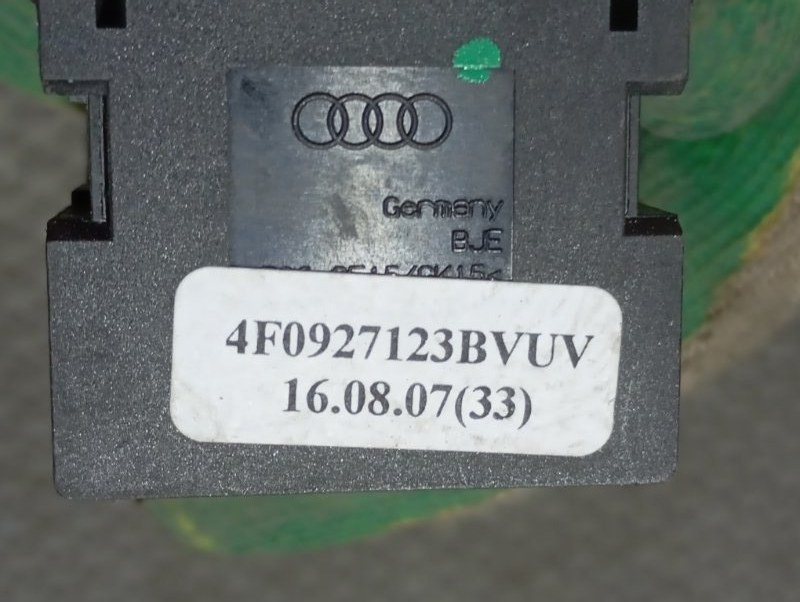 Germany
BJE
4F0927123BVUV
16.08.07(33)